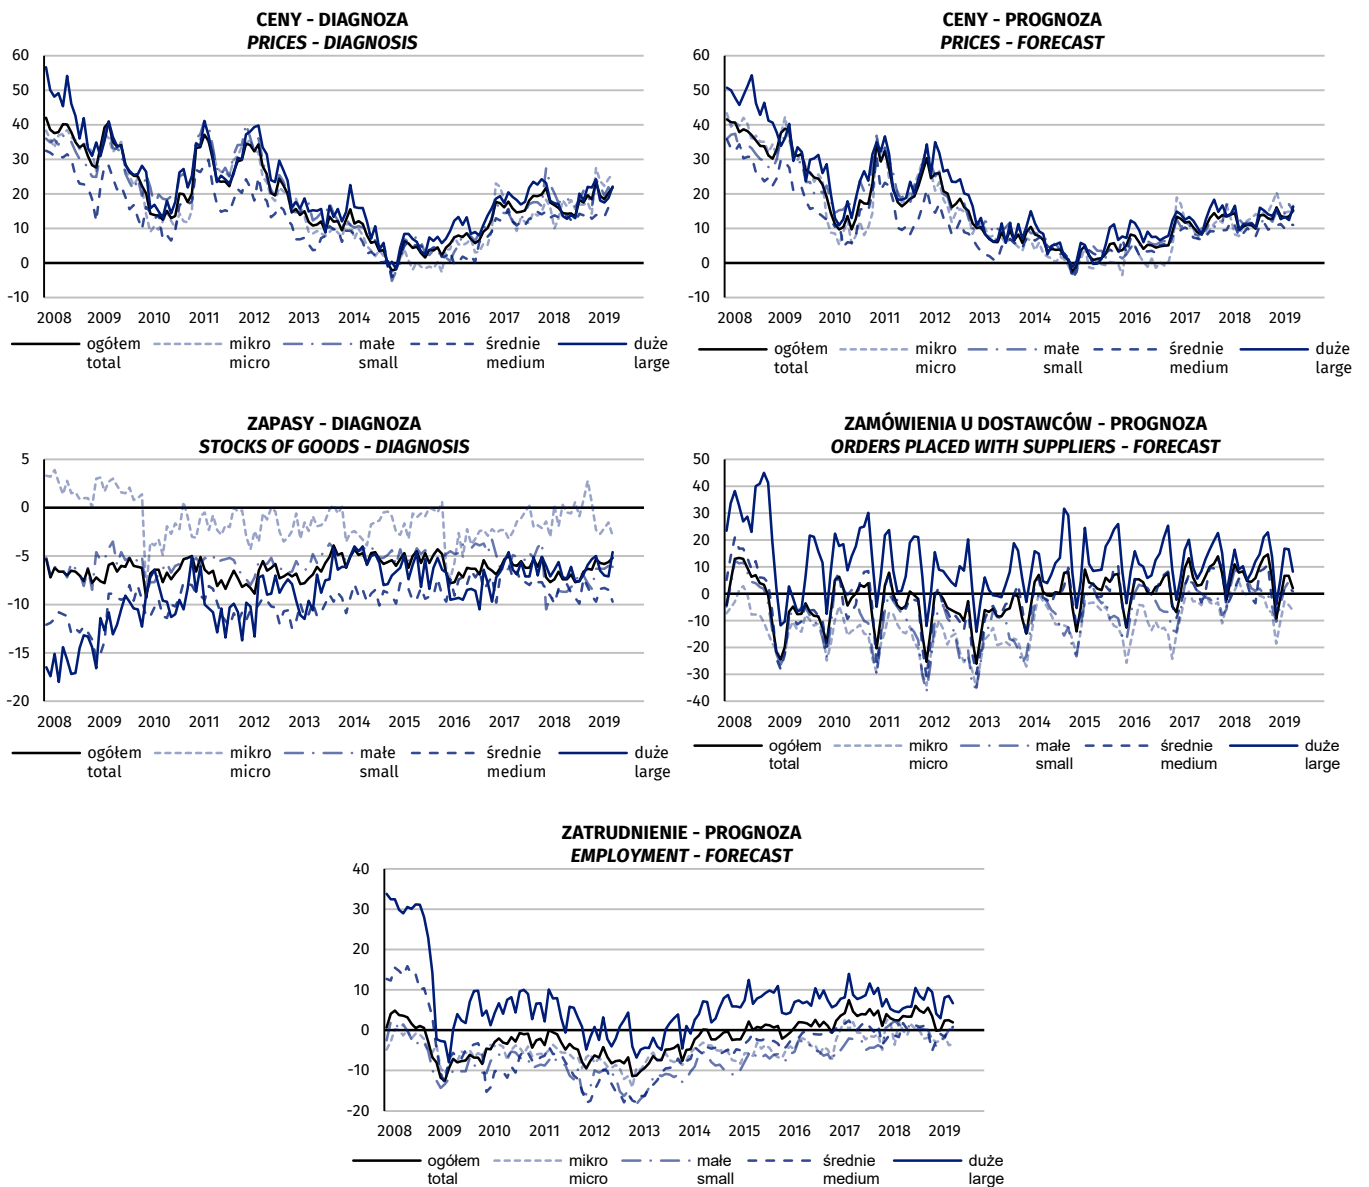 CENY - DIAGNOZA
PRICES - DIAGNOSIS
60
50
40
30
20
10
0
-10
2008 2009 2010 2011 2012 2013 2014 2015 2016 2017 2018 2019
ogółem mikro małe średnie duże
total micro small medium large
CENY - PROGNOZA
PRICES - FORECAST
60
50
40
30
20
10
0
-10
2008 2009 2010 2011 2012 2013 2014 2015 2016 2017 2018 2019
ogółem mikro małe średnie duże
total micro small medium large
ZAPASY - DIAGNOZA
STOCKS OF GOODS - DIAGNOSIS
5
0
-5
-10
-15
-20
2008 2009 2010 2011 2012 2013 2014 2015 2016 2017 2018 2019
ogółem mikro małe średnie duże
total micro small medium large
ZAMÓWIENIA U DOSTAWCÓW - PROGNOZA
ORDERS PLACED WITH SUPPLIERS - FORECAST
50
40
30
20
10
0
-10
-20
-30
-40
2008 2009 2010 2011 2012 2013 2014 2015 2016 2017 2018 2019
ogółem mikro małe średnie duże
total micro small medium large
ZATRUDNIENIE - PROGNOZA
EMPLOYMENT - FORECAST
40
30
20
10
0
-10
-20
2008 2009 2010 2011 2012 2013 2014 2015 2016 2017 2018 2019
ogółem mikro małe średnie duże
total micro small medium large